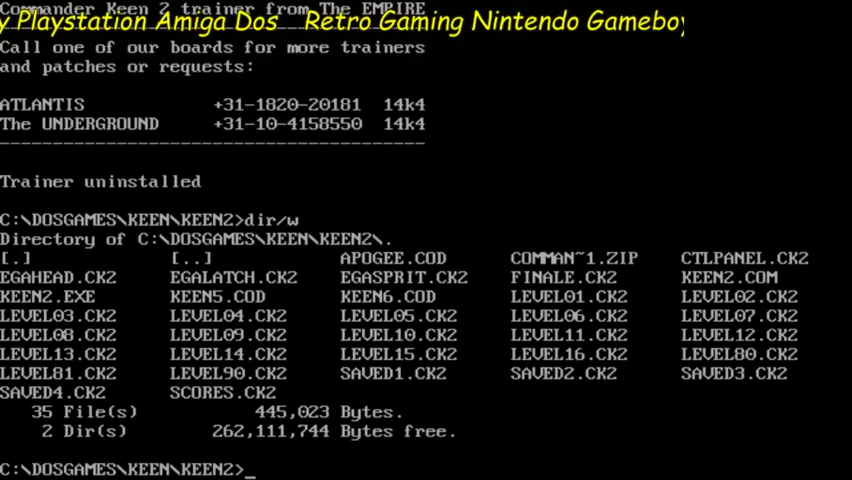 Commander Keen 2 trainer from The EMPIRE
y Playstation Amiga Dos   Retro Gaming Nintendo Gameboy
Call one of our boards for more trainers
and patches or requests:
ATLANTIS +31-1820-20181 14k4
The UNDERGROUND +31-10-4158550 14k4
----------------------------------------
Trainer uninstalled
C:\DOSGAMES\KEEN\KEEN2>dir/w
Directory of C:\DOSGAMES\KEEN\KEEN2\.
[.] [..] APOGEE.COD COMMAN~1.ZIP CTLPANEL.CK2
EGAHEAD.CK2 EGALATCH.CK2 EGASPRIT.CK2 FINALE.CK2 KEEN2.COM
KEEN2.EXE KEEN5.COD KEEN6.COD LEVEL01.CK2 LEVEL02.CK2
LEVEL03.CK2 LEVEL04.CK2 LEVEL05.CK2 LEVEL06.CK2 LEVEL07.CK2
LEVEL08.CK2 LEVEL09.CK2 LEVEL10.CK2 LEVEL11.CK2 LEVEL12.CK2
LEVEL13.CK2 LEVEL14.CK2 LEVEL15.CK2 LEVEL16.CK2 LEVEL80.CK2
LEVEL81.CK2 LEVEL90.CK2 SAVED1.CK2 SAVED2.CK2 SAVED3.CK2
SAVED4.CK2 SCORES.CK2
35 File(s) 445,023 Bytes.
2 Dir(s) 262,111,744 Bytes free.
C:\DOSGAMES\KEEN\KEEN2>_